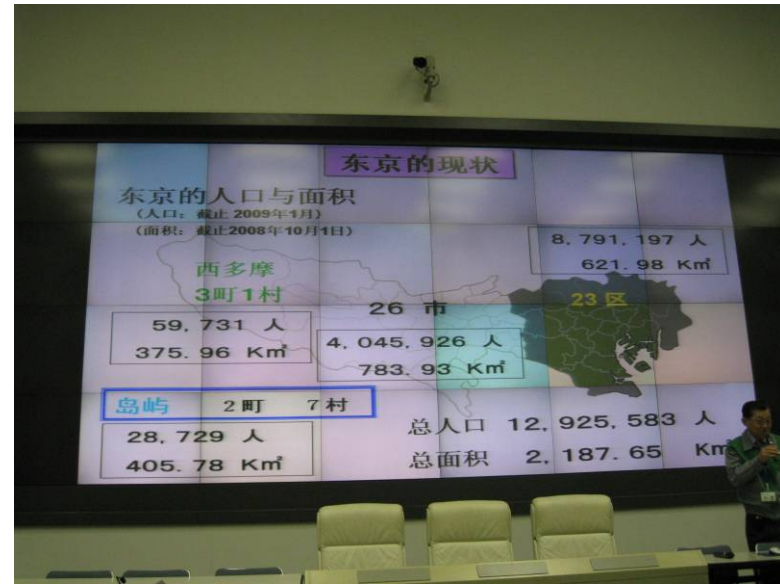 东京的现状
东京的人口与面积
(人口: 截止 2009年1月)
(面积: 截止2008年10月1日)
8, 791, 197 人
621. 98 Km²
西多摩
3町1村
59, 731 人
375. 96 Km²
26 市
4, 045, 926 人
783. 93 Km²
23 区
岛屿 2町 7村
28, 729 人
405. 78 Km²
总人口 12, 925, 583 人
总面积 2, 187. 65 Km